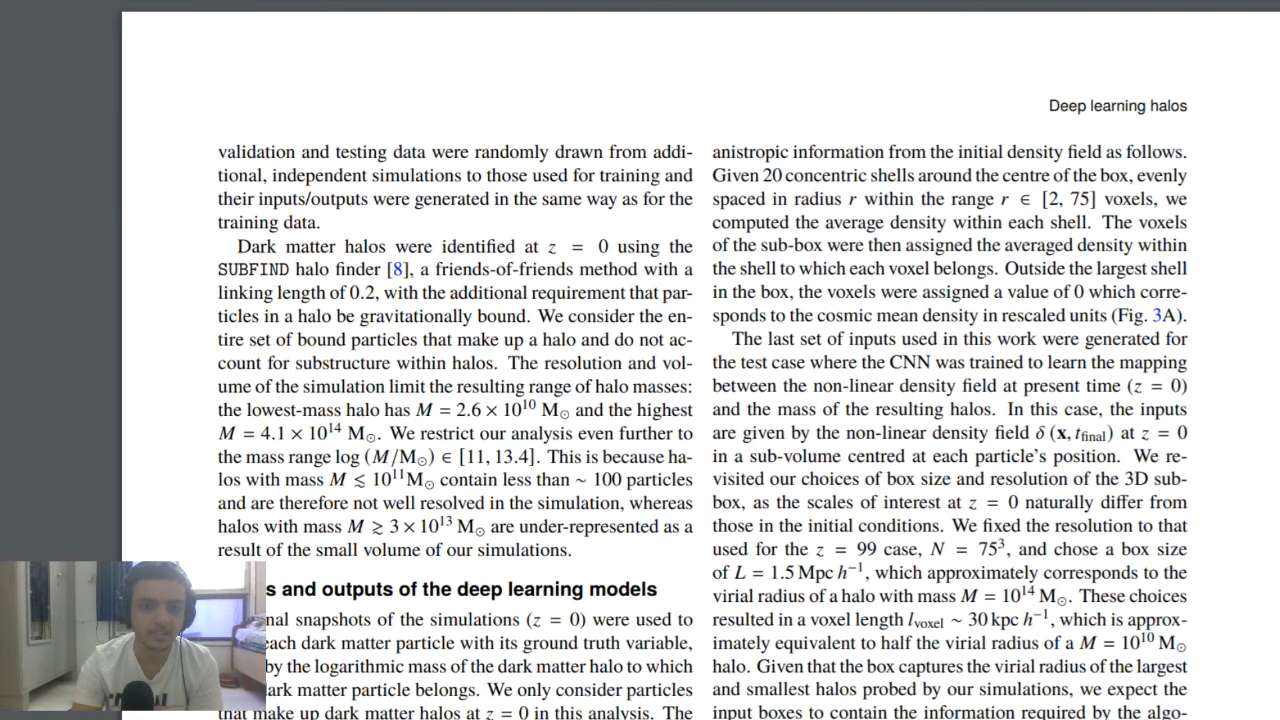 Deep learning halos
validation and testing data were randomly drawn from addi-
tional, independent simulations to those used for training and
their inputs/outputs were generated in the same way as for the
training data.
Dark matter halos were identified at z = 0 using the
SUBFIND halo finder [8], a friends-of-friends method with a
linking length of 0.2, with the additional requirement that par-
ticles in a halo be gravitationally bound. We consider the en-
tire set of bound particles that make up a halo and do not ac-
count for substructure within halos. The resolution and vol-
ume of the simulation limit the resulting range of halo masses:
the lowest-mass halo has M = 2.6 × 10¹⁰ M⊙ and the highest
M = 4.1 × 10¹⁴ M⊙. We restrict our analysis even further to
the mass range log (M/M⊙) ∈ [11, 13.4]. This is because ha-
los with mass M ≲ 10¹¹M⊙ contain less than ~ 100 particles
and are therefore not well resolved in the simulation, whereas
halos with mass M ≳ 3 × 10¹³ M⊙ are under-represented as a
result of the small volume of our simulations.
s and outputs of the deep learning models
nal snapshots of the simulations (z = 0) were used to
each dark matter particle with its ground truth variable,
by the logarithmic mass of the dark matter halo to which
ark matter particle belongs. We only consider particles
that make up dark matter halos at z = 0 in this analysis. The
anistropic information from the initial density field as follows.
Given 20 concentric shells around the centre of the box, evenly
spaced in radius r within the range r ∈ [2, 75] voxels, we
computed the average density within each shell. The voxels
of the sub-box were then assigned the averaged density within
the shell to which each voxel belongs. Outside the largest shell
in the box, the voxels were assigned a value of 0 which corre-
sponds to the cosmic mean density in rescaled units (Fig. 3A).
The last set of inputs used in this work were generated for
the test case where the CNN was trained to learn the mapping
between the non-linear density field at present time (z = 0)
and the mass of the resulting halos. In this case, the inputs
are given by the non-linear density field δ (x, t_final) at z = 0
in a sub-volume centred at each particle's position. We re-
visited our choices of box size and resolution of the 3D sub-
box, as the scales of interest at z = 0 naturally differ from
those in the initial conditions. We fixed the resolution to that
used for the z = 99 case, N = 75³, and chose a box size
of L = 1.5 Mpc h⁻¹, which approximately corresponds to the
virial radius of a halo with mass M = 10¹⁴ M⊙. These choices
resulted in a voxel length l_voxel ~ 30 kpc h⁻¹, which is approx-
imately equivalent to half the virial radius of a M = 10¹⁰ M⊙
halo. Given that the box captures the virial radius of the largest
and smallest halos probed by our simulations, we expect the
input boxes to contain the information required by the algo-